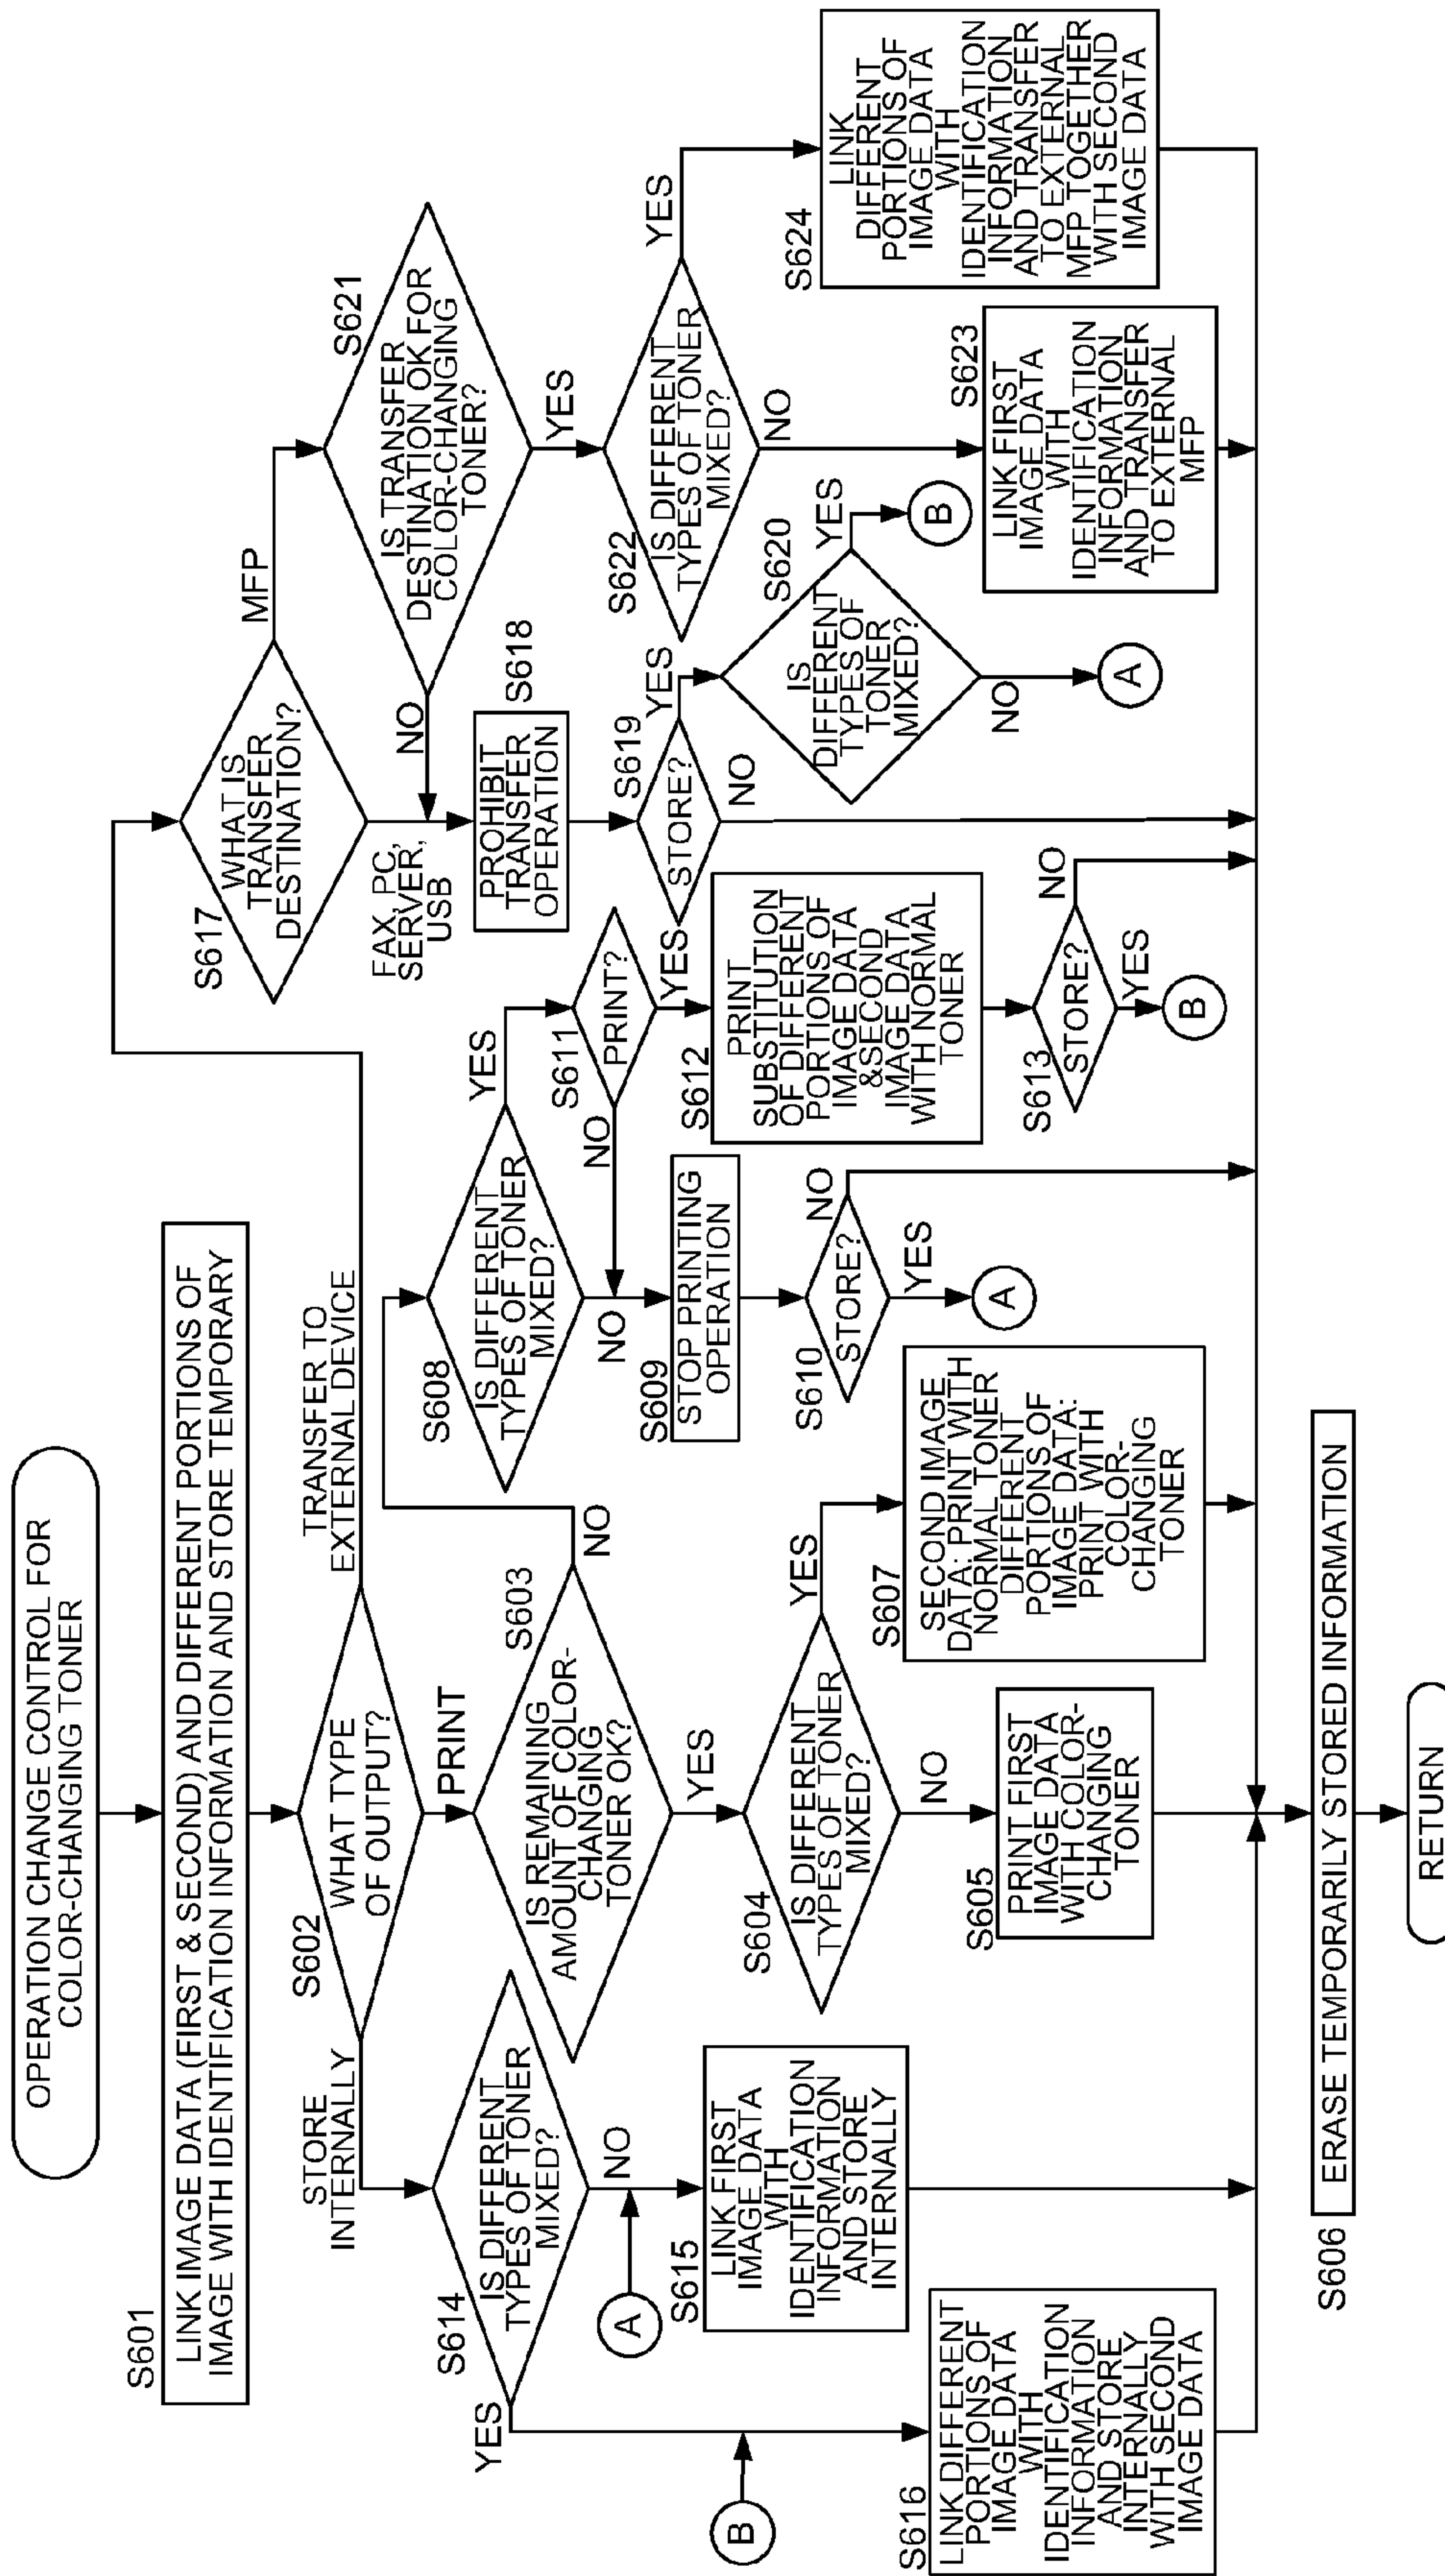 OPERATION CHANGE CONTROL FOR
COLOR-CHANGING TONER
S601
LINK IMAGE DATA (FIRST & SECOND) AND DIFFERENT PORTIONS OF
IMAGE WITH IDENTIFICATION INFORMATION AND STORE TEMPORARY
S602
WHAT TYPE
OF OUTPUT?
STORE
INTERNALLY
PRINT
TRANSFER TO
EXTERNAL DEVICE
S614
IS DIFFERENT
TYPES OF TONER
MIXED?
YES
NO
A
B
S615
LINK FIRST
IMAGE DATA
WITH
IDENTIFICATION
INFORMATION
AND STORE
INTERNALLY
S616
LINK DIFFERENT
PORTIONS OF
IMAGE DATA
WITH
IDENTIFICATION
INFORMATION
AND STORE
INTERNALLY
WITH SECOND
IMAGE DATA
S603
IS REMAINING
AMOUNT OF COLOR-
CHANGING
TONER OK?
YES
NO
S604
IS DIFFERENT
TYPES OF TONER
MIXED?
NO
YES
S605
PRINT FIRST
IMAGE DATA
WITH COLOR-
CHANGING
TONER
S607
SECOND IMAGE
DATA: PRINT WITH
NORMAL TONER
DIFFERENT
PORTIONS OF
IMAGE DATA:
PRINT WITH
COLOR-
CHANGING
TONER
S608
IS DIFFERENT
TYPES OF TONER
MIXED?
NO
YES
S609
STOP PRINTING
OPERATION
S610
STORE?
NO
YES
A
S611
PRINT?
NO
YES
S612
PRINT
SUBSTITUTION
OF DIFFERENT
PORTIONS OF
IMAGE DATA
&SECOND
IMAGE DATA
WITH NORMAL
TONER
S613
STORE?
NO
YES
B
S617
WHAT IS
TRANSFER
DESTINATION?
FAX, PC,
SERVER,
USB
MFP
S618
PROHIBIT
TRANSFER
OPERATION
S619
STORE?
YES
NO
S620
IS
DIFFERENT
TYPES OF
TONER
MIXED?
YES
B
NO
A
S621
IS TRANSFER
DESTINATION OK FOR
COLOR-CHANGING
TONER?
NO
YES
S622
IS DIFFERENT
TYPES OF TONER
MIXED?
NO
YES
S623
LINK FIRST
IMAGE DATA
WITH
IDENTIFICATION
INFORMATION
AND TRANSFER
TO EXTERNAL
MFP
S624
LINK
DIFFERENT
PORTIONS OF
IMAGE DATA
WITH
IDENTIFICATION
INFORMATION
AND TRANSFER
TO EXTERNAL
MFP TOGETHER
WITH SECOND
IMAGE DATA
S606
ERASE TEMPORARILY STORED INFORMATION
RETURN